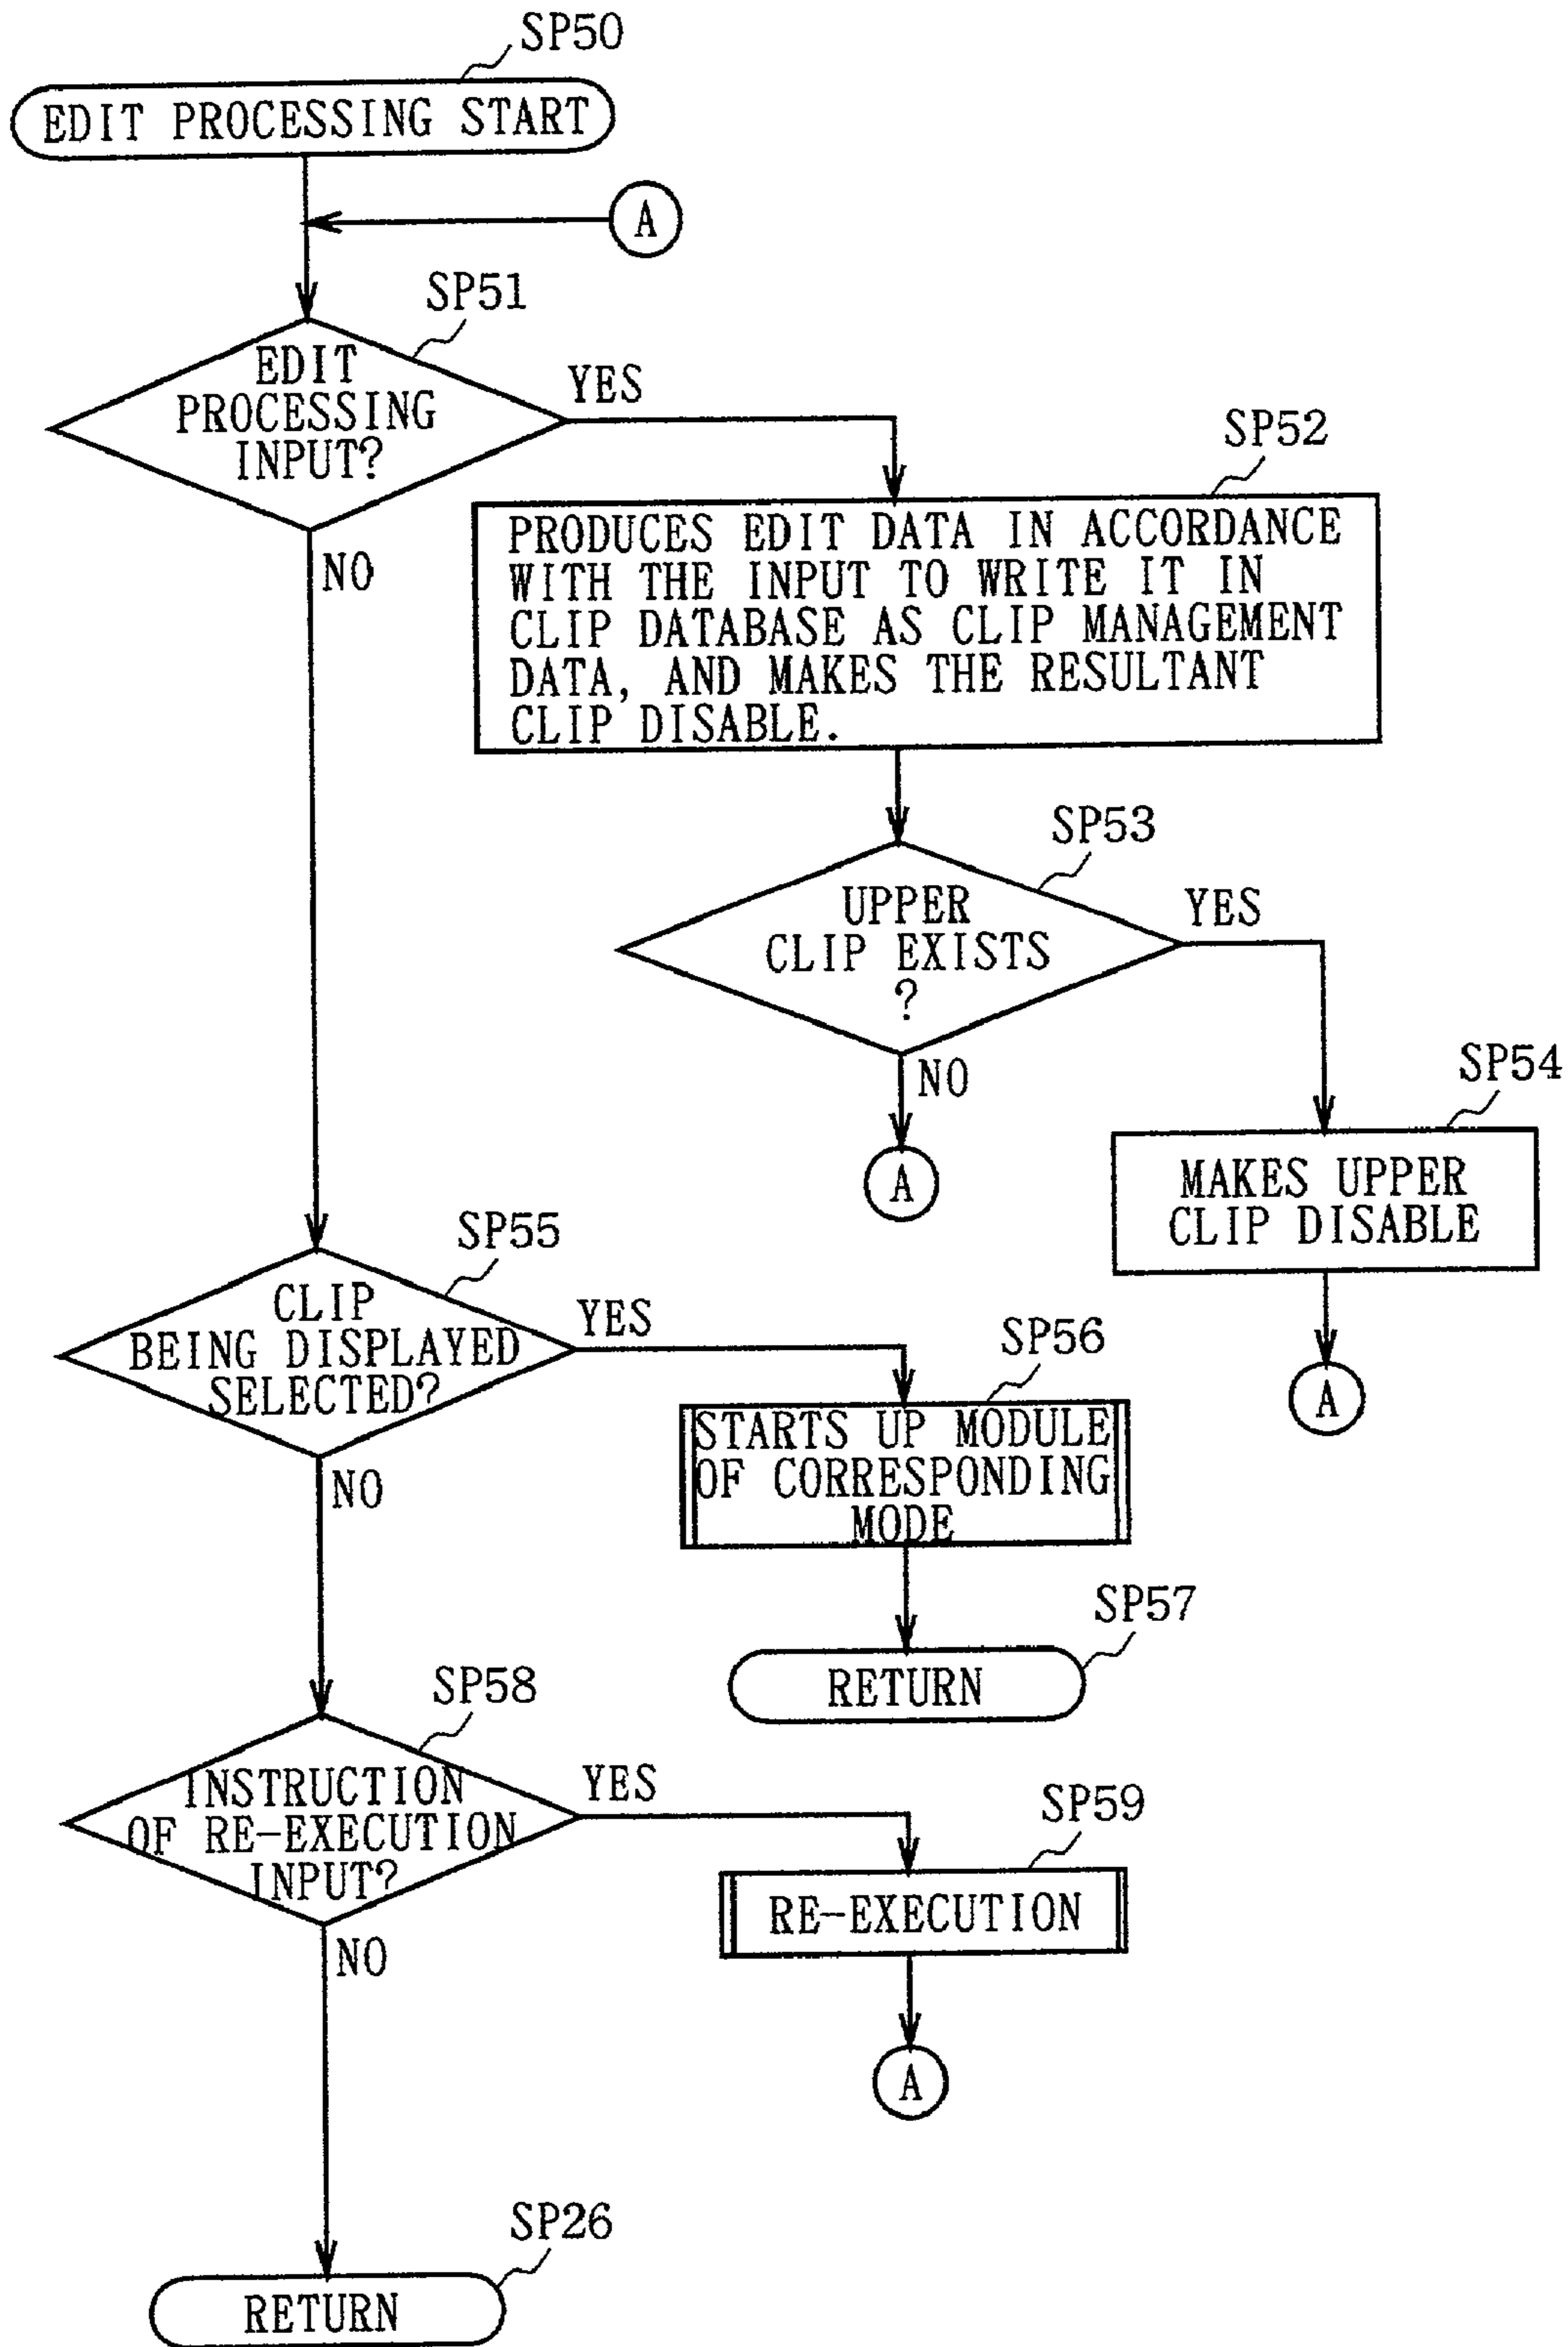 SP50
EDIT PROCESSING START
A
SP51
EDIT
PROCESSING
INPUT?
YES
NO
SP52
PRODUCES EDIT DATA IN ACCORDANCE
WITH THE INPUT TO WRITE IT IN
CLIP DATABASE AS CLIP MANAGEMENT
DATA, AND MAKES THE RESULTANT
CLIP DISABLE.
SP53
UPPER
CLIP EXISTS
?
YES
NO
A
SP54
MAKES UPPER
CLIP DISABLE
A
SP55
CLIP
BEING DISPLAYED
SELECTED?
YES
NO
SP56
STARTS UP MODULE
OF CORRESPONDING
MODE
SP57
RETURN
SP58
INSTRUCTION
OF RE-EXECUTION
INPUT?
YES
NO
SP59
RE-EXECUTION
A
SP26
RETURN